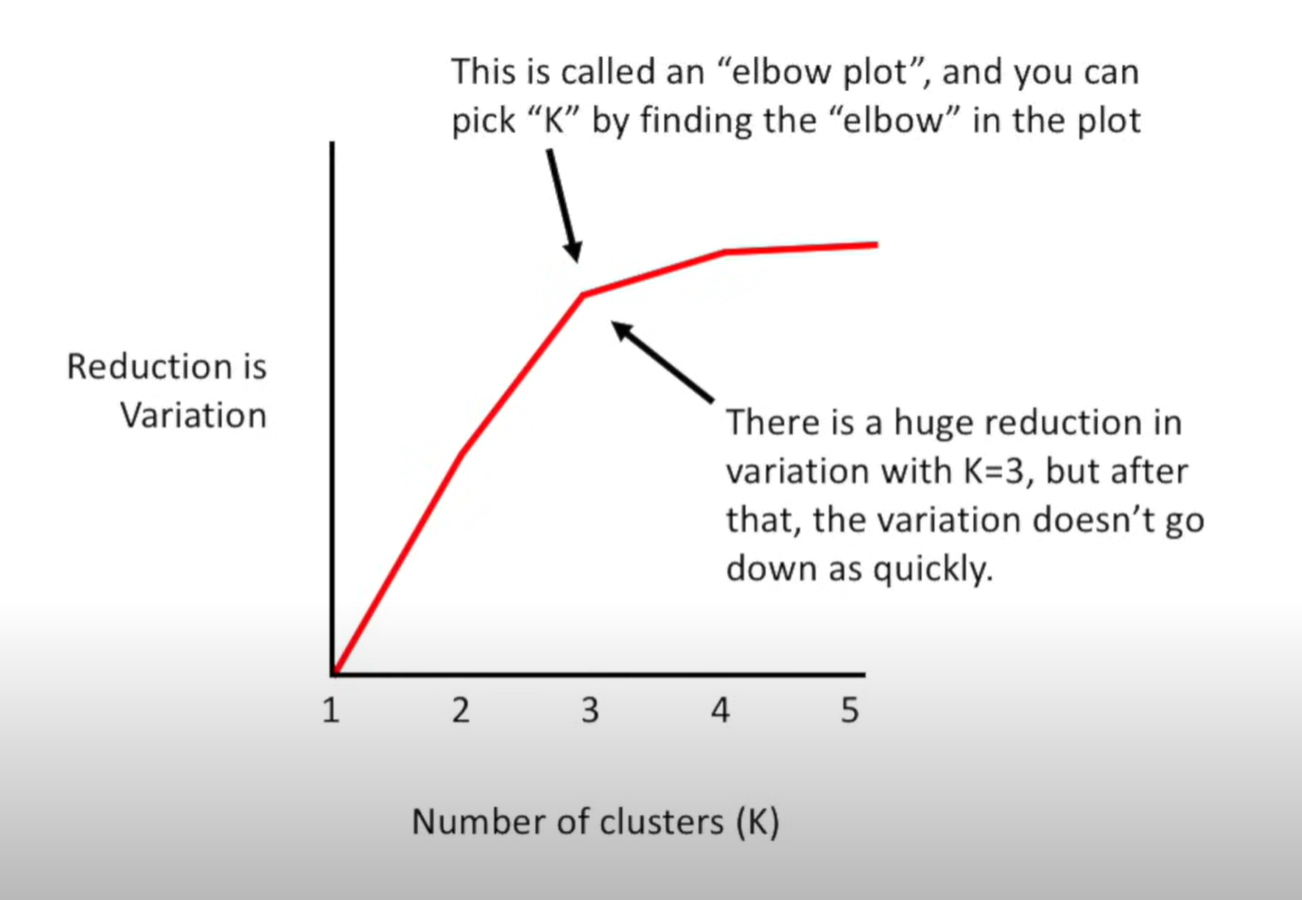 This is called an “elbow plot”, and you can
pick “K” by finding the “elbow” in the plot
Reduction is
Variation
There is a huge reduction in
variation with K=3, but after
that, the variation doesn’t go
down as quickly.
1 2 3 4 5
Number of clusters (K)